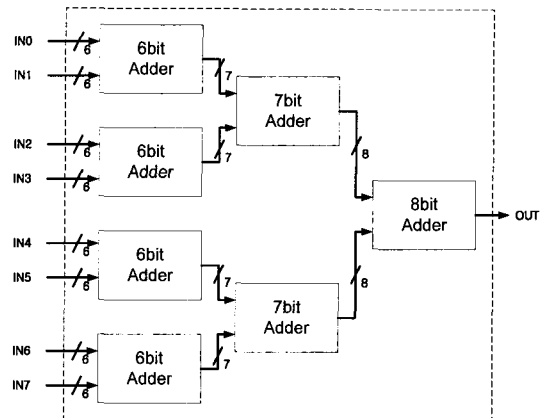 IN0
6
IN1
6
6bit
Adder
7
IN2
6
IN3
6
6bit
Adder
7
7bit
Adder
8
8bit
Adder
OUT
IN4
6
IN5
6
6bit
Adder
7
7bit
Adder
8
IN6
6
IN7
6
6bit
Adder
7